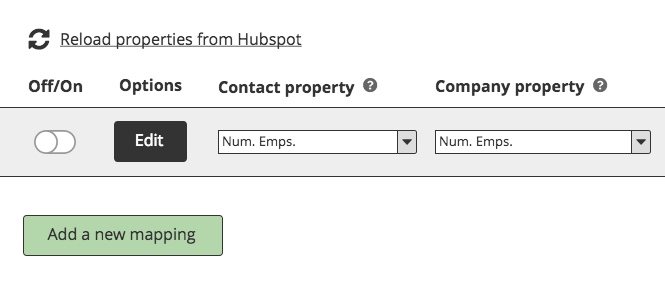 Reload properties from Hubspot
Off/On Options Contact property ? Company property ?
Edit Num. Emps. Num. Emps.
Add a new mapping